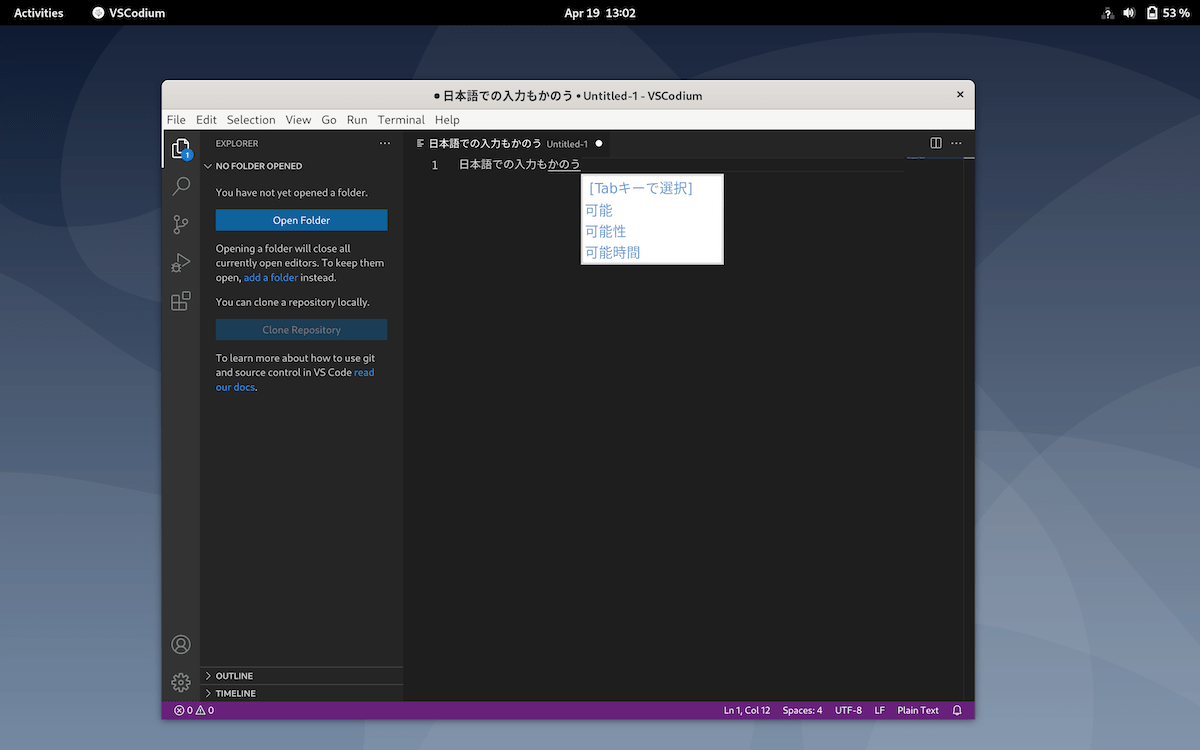 Activities VSCodium Apr 19 13:02 53 %
● 日本語での入力もかのう • Untitled-1 - VSCodium ×
File Edit Selection View Go Run Terminal Help
EXPLORER ···
NO FOLDER OPENED
You have not yet opened a folder.
Open Folder
Opening a folder will close all
currently open editors. To keep them
open, add a folder instead.
You can clone a repository locally.
Clone Repository
To learn more about how to use git
and source control in VS Code read
our docs.
OUTLINE
TIMELINE
1
日本語での入力もかのう Untitled-1 ● ···
1 日本語での入力もかのう
[Tabキーで選択]
可能
可能性
可能時間
0 0 Ln 1, Col 12 Spaces: 4 UTF-8 LF Plain Text